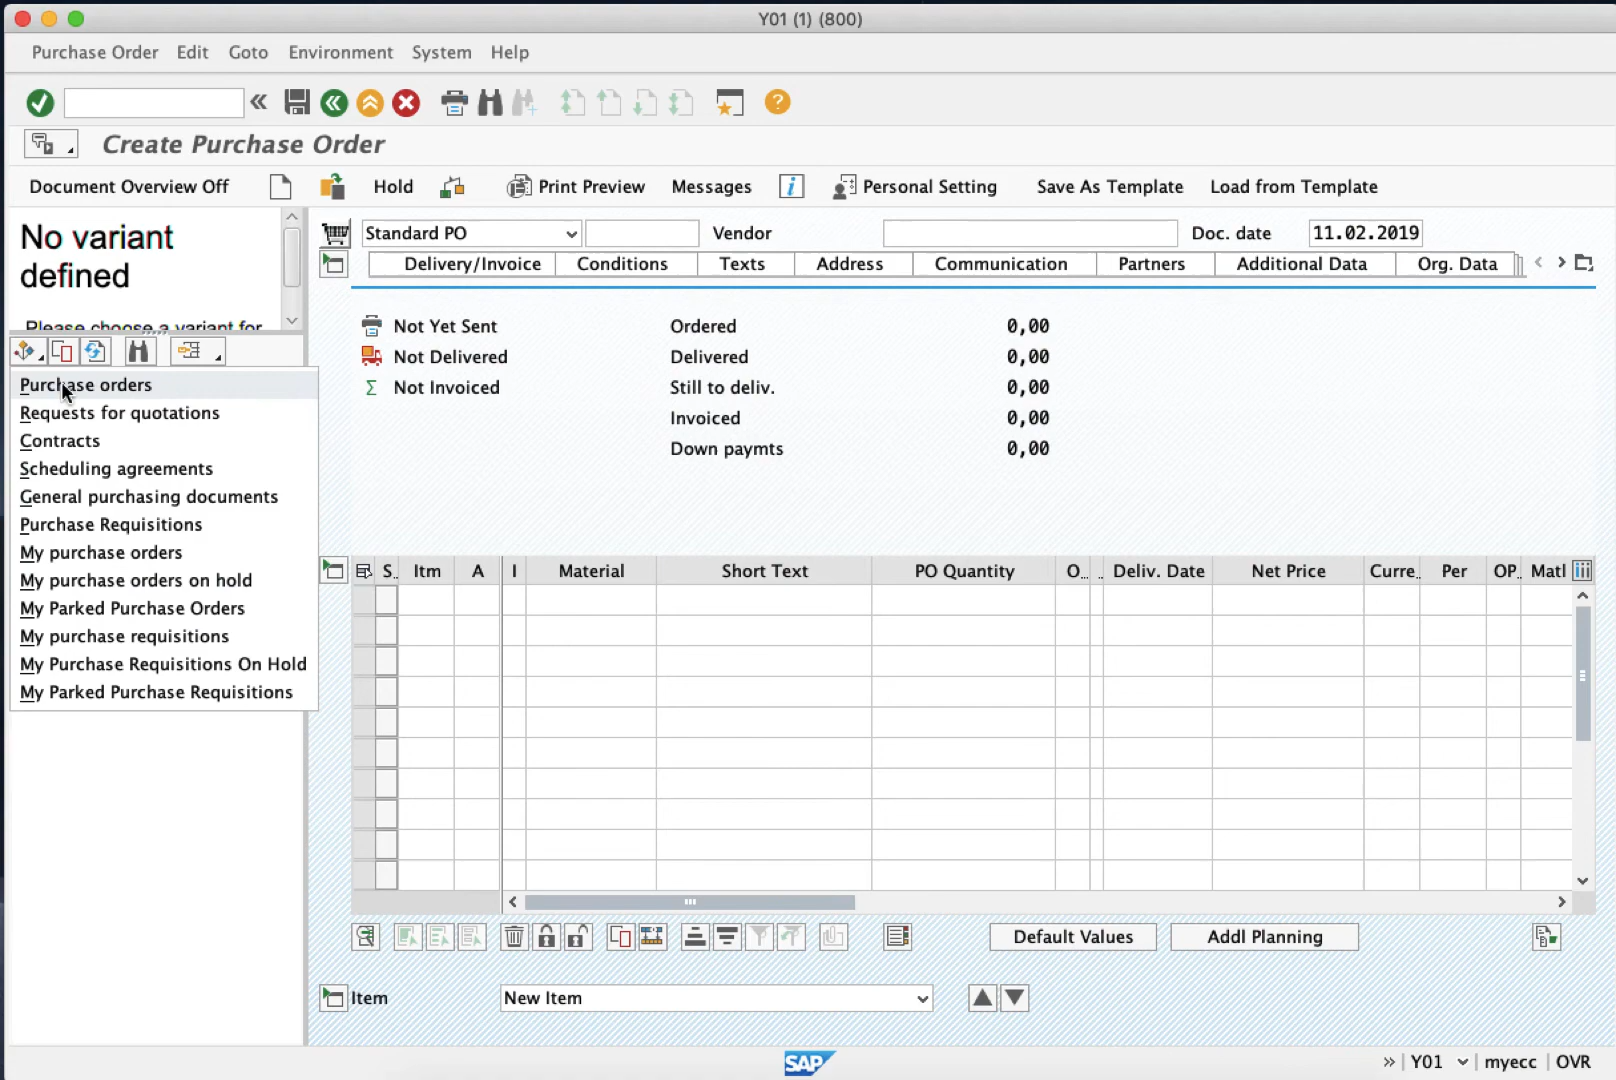 Y01 (1) (800)
Purchase Order Edit Goto Environment System Help
Create Purchase Order
Document Overview Off Hold Print Preview Messages Personal Setting Save As Template Load from Template
No variant
defined
Please choose a variant for
Standard PO Vendor Doc. date 11.02.2019
Delivery/Invoice Conditions Texts Address Communication Partners Additional Data Org. Data
Not Yet Sent Ordered 0,00
Not Delivered Delivered 0,00
Not Invoiced Still to deliv. 0,00
Invoiced 0,00
Down paymts 0,00
Purchase orders
Requests for quotations
Contracts
Scheduling agreements
General purchasing documents
Purchase Requisitions
My purchase orders
My purchase orders on hold
My Parked Purchase Orders
My purchase requisitions
My Purchase Requisitions On Hold
My Parked Purchase Requisitions
S.. Itm A I Material Short Text PO Quantity O... .. Deliv. Date Net Price Curre.. Per OP.. Matl
Default Values Addl Planning
Item New Item
SAP
Y01 myecc OVR